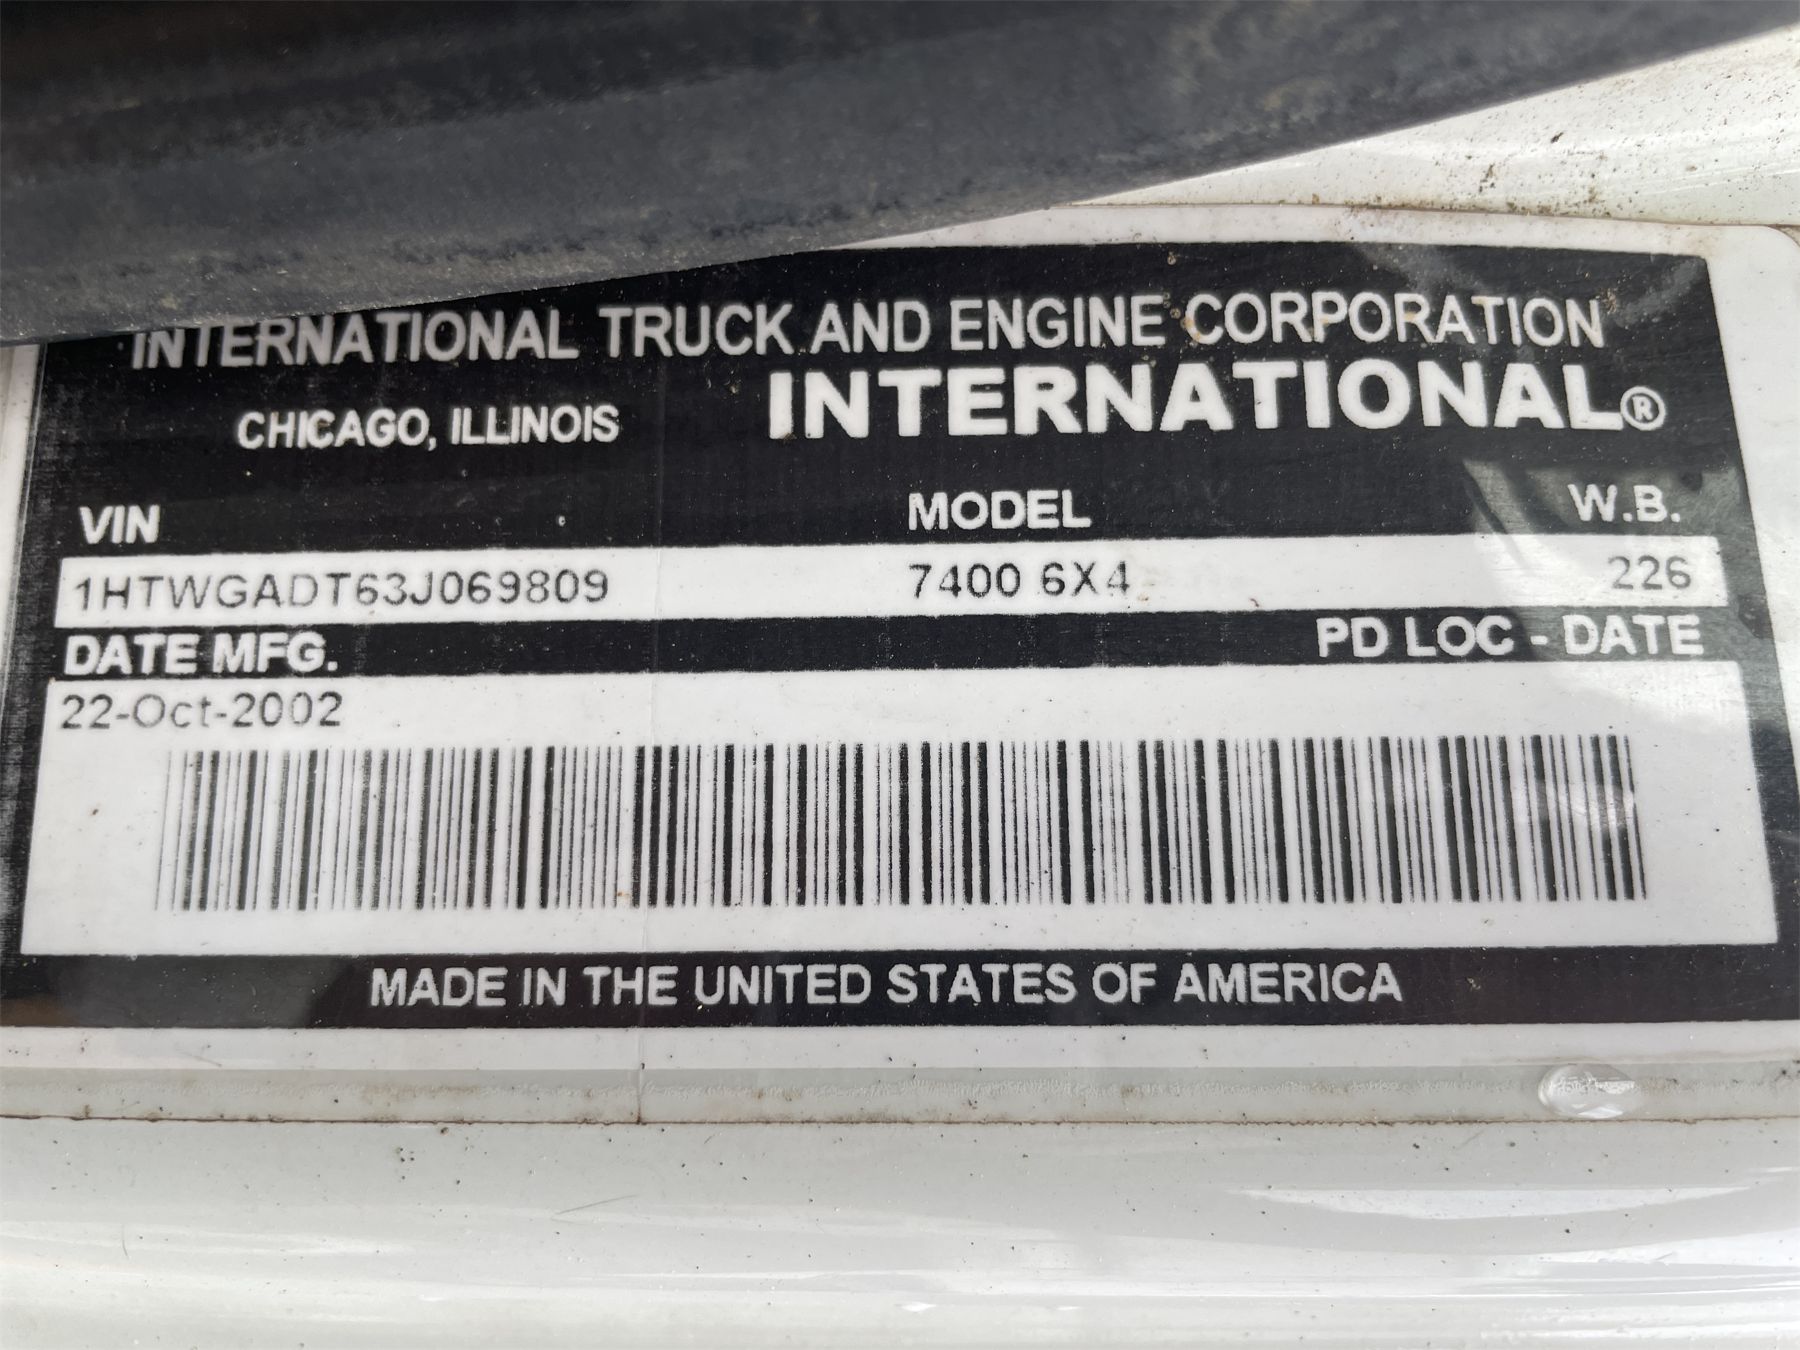 INTERNATIONAL TRUCK AND ENGINE CORPORATION
CHICAGO, ILLINOIS INTERNATIONAL®
VIN MODEL W.B.
1HTWGADT63J069809 7400 6X4 226
DATE MFG. PD LOC - DATE
22-Oct-2002
MADE IN THE UNITED STATES OF AMERICA